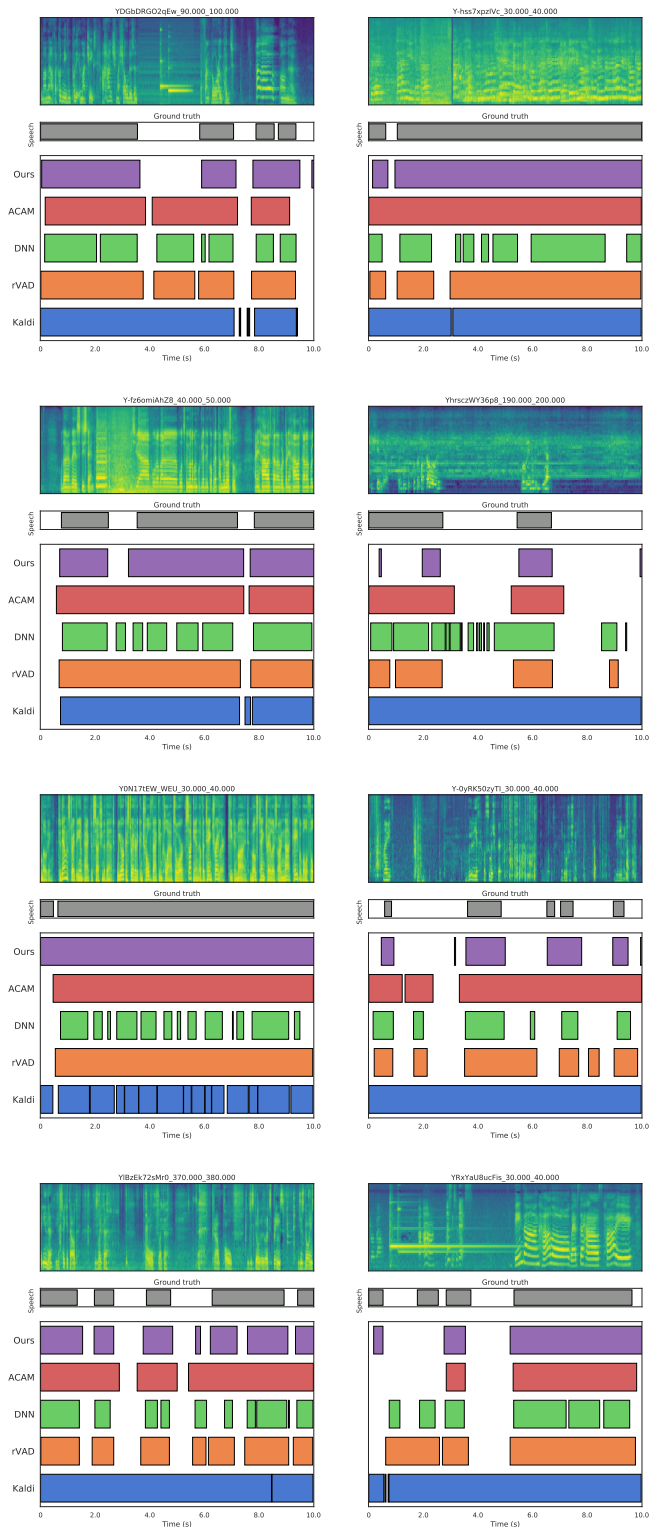 YDGbDRGO2qEw_90.000_100.000
Y-hss7xpzlVc_30.000_40.000
Ground truth
Ground truth
Speech
Speech
Ours
ACAM
DNN
rVAD
Kaldi
0 2.0 4.0 6.0 8.0 10.0
0.0 2.0 4.0 6.0 8.0 10.0
Time (s)
Time (s)
Y-fz6omiAhZ8_40.000_50.000
YhrsczWY36p8_190.000_200.000
Ground truth
Ground truth
Speech
Speech
Ours
ACAM
DNN
rVAD
Kaldi
0 2.0 4.0 6.0 8.0 10.0
0.0 2.0 4.0 6.0 8.0 10.0
Time (s)
Time (s)
Y0N17tEW_WEU_30.000_40.000
Y-0yRK50zyTI_30.000_40.000
Ground truth
Ground truth
Speech
Speech
Ours
ACAM
DNN
rVAD
Kaldi
0 2.0 4.0 6.0 8.0 10.0
0.0 2.0 4.0 6.0 8.0 10.0
Time (s)
Time (s)
YlBzEk72sMr0_370.000_380.000
YRxYaU8ucFis_30.000_40.000
Ground truth
Ground truth
Speech
Speech
Ours
ACAM
DNN
rVAD
Kaldi
0 2.0 4.0 6.0 8.0 10.0
0.0 2.0 4.0 6.0 8.0 10.0
Time (s)
Time (s)